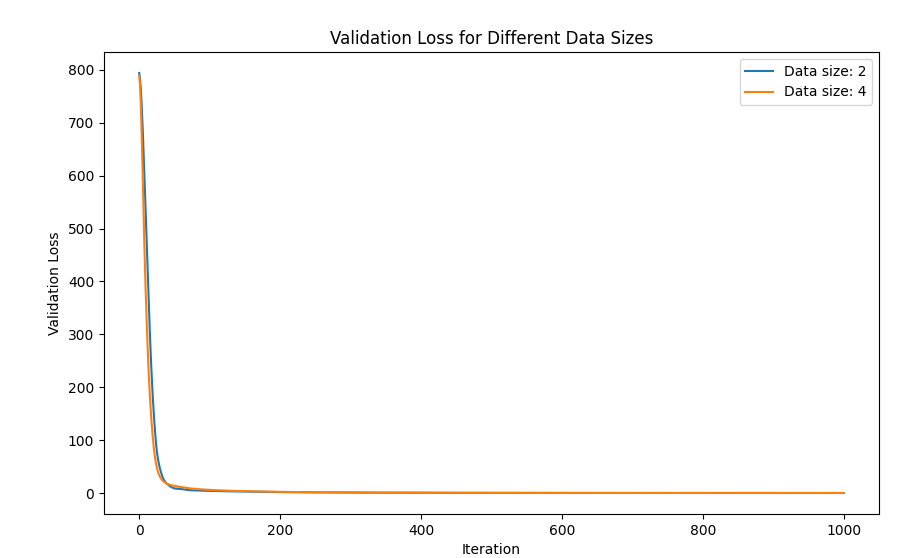 Validation Loss for Different Data Sizes
Data size: 2
Data size: 4
Validation Loss
800
700
600
500
400
300
200
100
0
0 200 400 600 800 1000
Iteration